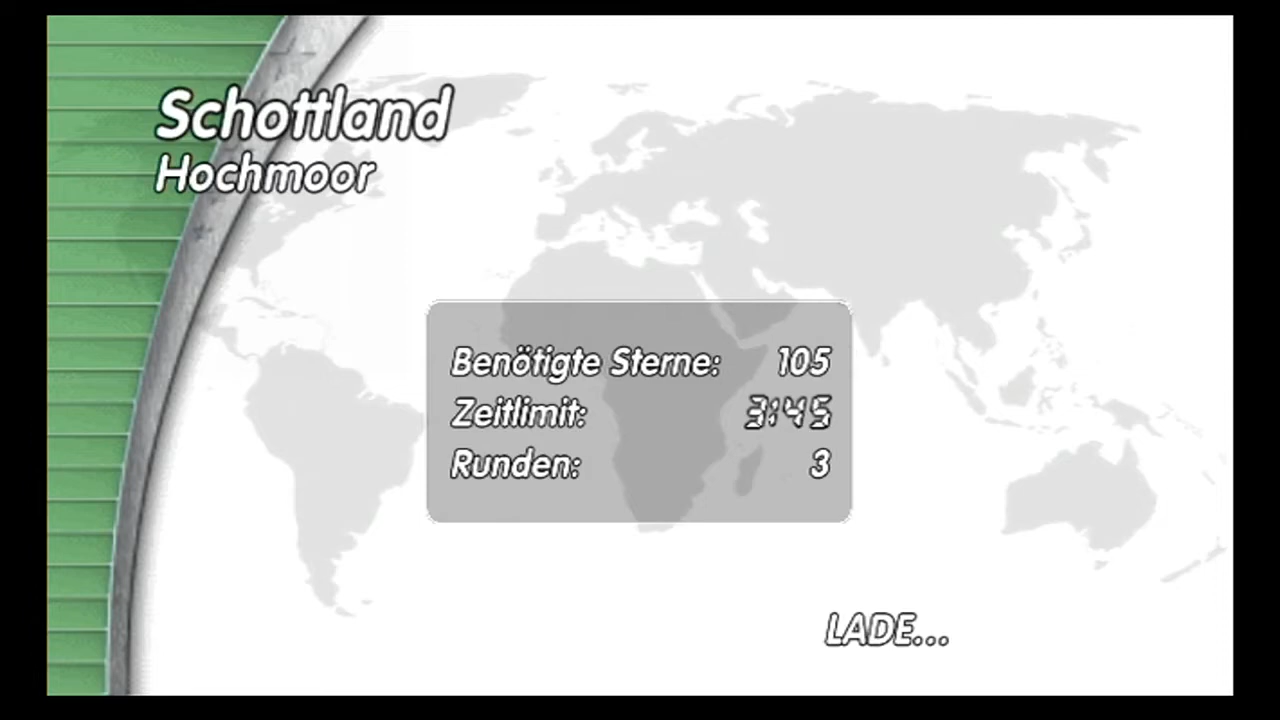 Schottland
Hochmoor
Benötigte Sterne: 105
Zeitlimit: 3:45
Runden: 3
LADE...